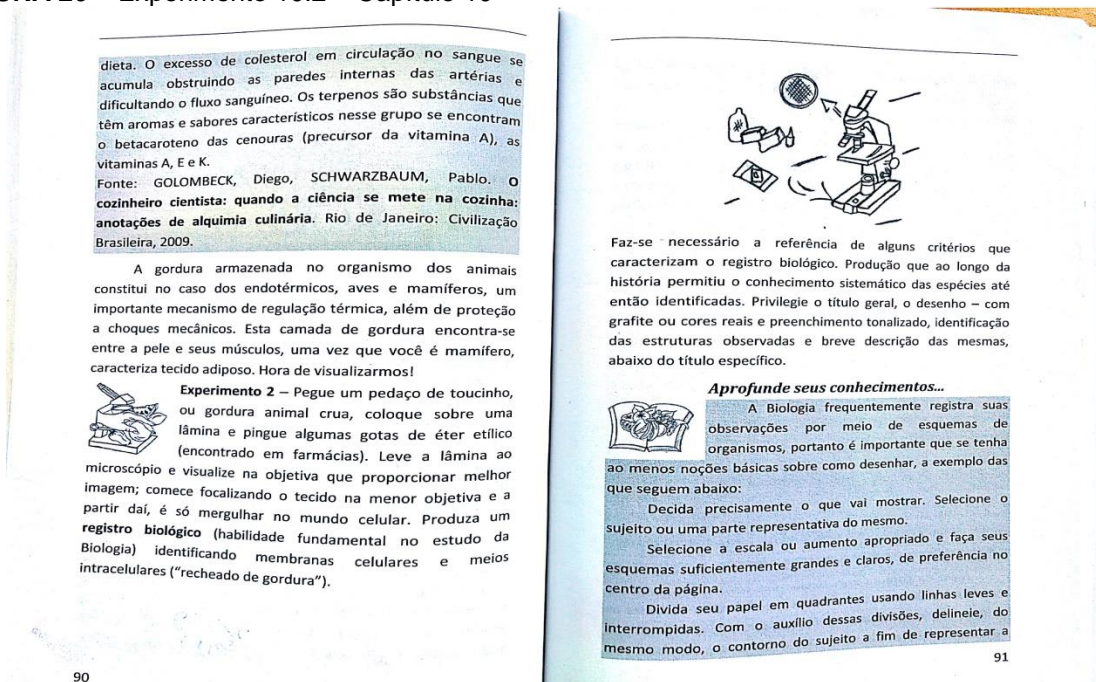 Experimento 10.2 – Capítulo 10
dieta. O excesso de colesterol em circulação no sangue se
acumula obstruindo as paredes internas das artérias e
dificultando o fluxo sanguíneo. Os terpenos são substâncias que
têm aromas e sabores característicos nesse grupo se encontram
o betacaroteno das cenouras (precursor da vitamina A), as
vitaminas A, E e K.
Fonte: GOLOMBECK, Diego, SCHWARZBAUM, Pablo. O
cozinheiro cientista: quando a ciência se mete na cozinha:
anotações de alquimia culinária. Rio de Janeiro: Civilização
Brasileira, 2009.
A gordura armazenada no organismo dos animais
constitui no caso dos endotérmicos, aves e mamíferos, um
importante mecanismo de regulação térmica, além de proteção
a choques mecânicos. Esta camada de gordura encontra-se
entre a pele e seus músculos, uma vez que você é mamífero,
caracteriza tecido adiposo. Hora de visualizarmos!
Experimento 2 – Pegue um pedaço de toucinho,
ou gordura animal crua, coloque sobre uma
lâmina e pingue algumas gotas de éter etílico
(encontrado em farmácias). Leve a lâmina ao
microscópio e visualize na objetiva que proporcionar melhor
imagem; comece focalizando o tecido na menor objetiva e a
partir daí, é só mergulhar no mundo celular. Produza um
registro biológico (habilidade fundamental no estudo da
Biologia) identificando membranas celulares e meios
intracelulares ("recheado de gordura").
90
Faz-se necessário a referência de alguns critérios que
caracterizam o registro biológico. Produção que ao longo da
história permitiu o conhecimento sistemático das espécies até
então identificadas. Privilegie o título geral, o desenho – com
grafite ou cores reais e preenchimento tonalizado, identificação
das estruturas observadas e breve descrição das mesmas,
abaixo do título específico.
Aprofunde seus conhecimentos...
A Biologia frequentemente registra suas
observações por meio de esquemas de
organismos, portanto é importante que se tenha
ao menos noções básicas sobre como desenhar, a exemplo das
que seguem abaixo:
Decida precisamente o que vai mostrar. Selecione o
sujeito ou uma parte representativa do mesmo.
Selecione a escala ou aumento apropriado e faça seus
esquemas suficientemente grandes e claros, de preferência no
centro da página.
Divida seu papel em quadrantes usando linhas leves e
interrompidas. Com o auxílio dessas divisões, delineie, do
mesmo modo, o contorno do sujeito a fim de representar a
91